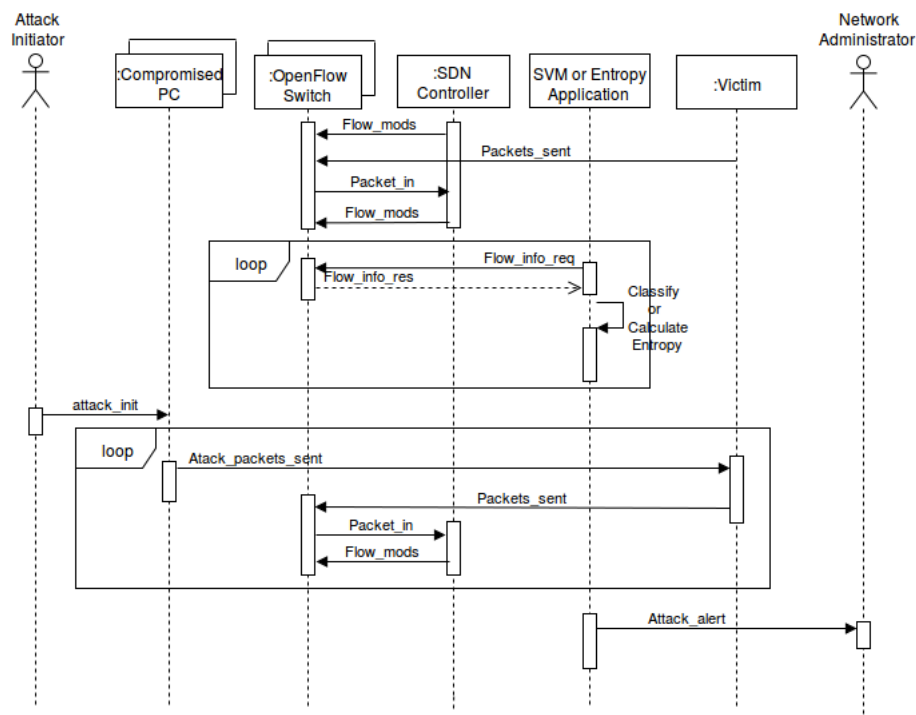 Attack
Initiator
Network
Administrator
:Compromised
PC
:OpenFlow
Switch
:SDN
Controller
SVM or Entropy
Application
:Victim
Flow_mods
Packets_sent
Packet_in
Flow_mods
loop
Flow_info_req
Flow_info_res
Classify
or
Calculate
Entropy
attack_init
loop
Atack_packets_sent
Packets_sent
Packet_in
Flow_mods
Attack_alert